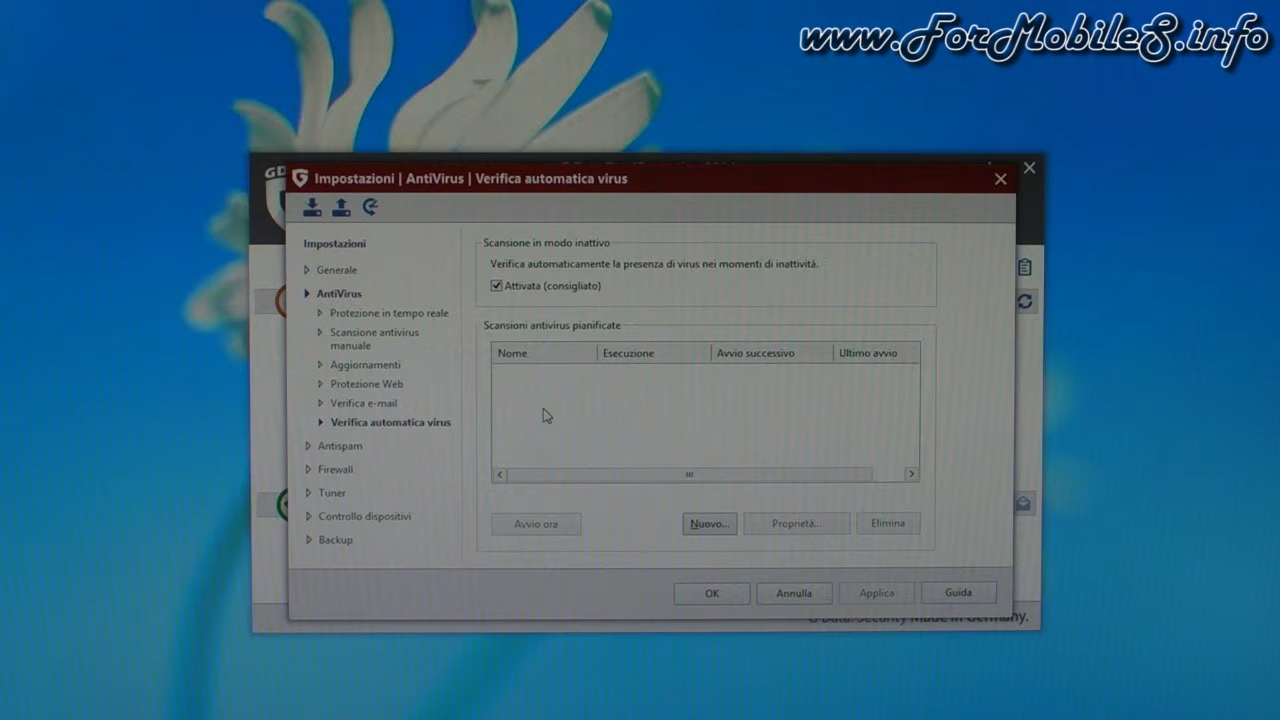 www.ForMobileS.info
GD
Impostazioni | AntiVirus | Verifica automatica virus
Impostazioni
Generale
AntiVirus
Protezione in tempo reale
Scansione antivirus
manuale
Aggiornamenti
Protezione Web
Verifica e-mail
Verifica automatica virus
Antispam
Firewall
Tuner
Controllo dispositivi
Backup
Scansione in modo inattivo
Verifica automaticamente la presenza di virus nei momenti di inattività.
Attivata (consigliato)
Scansioni antivirus pianificate
Nome Esecuzione Avvio successivo Ultimo avvio
Avvio ora Nuovo... Proprietà... Elimina
OK Annulla Applica Guida
G Data. Security Made in Germany.